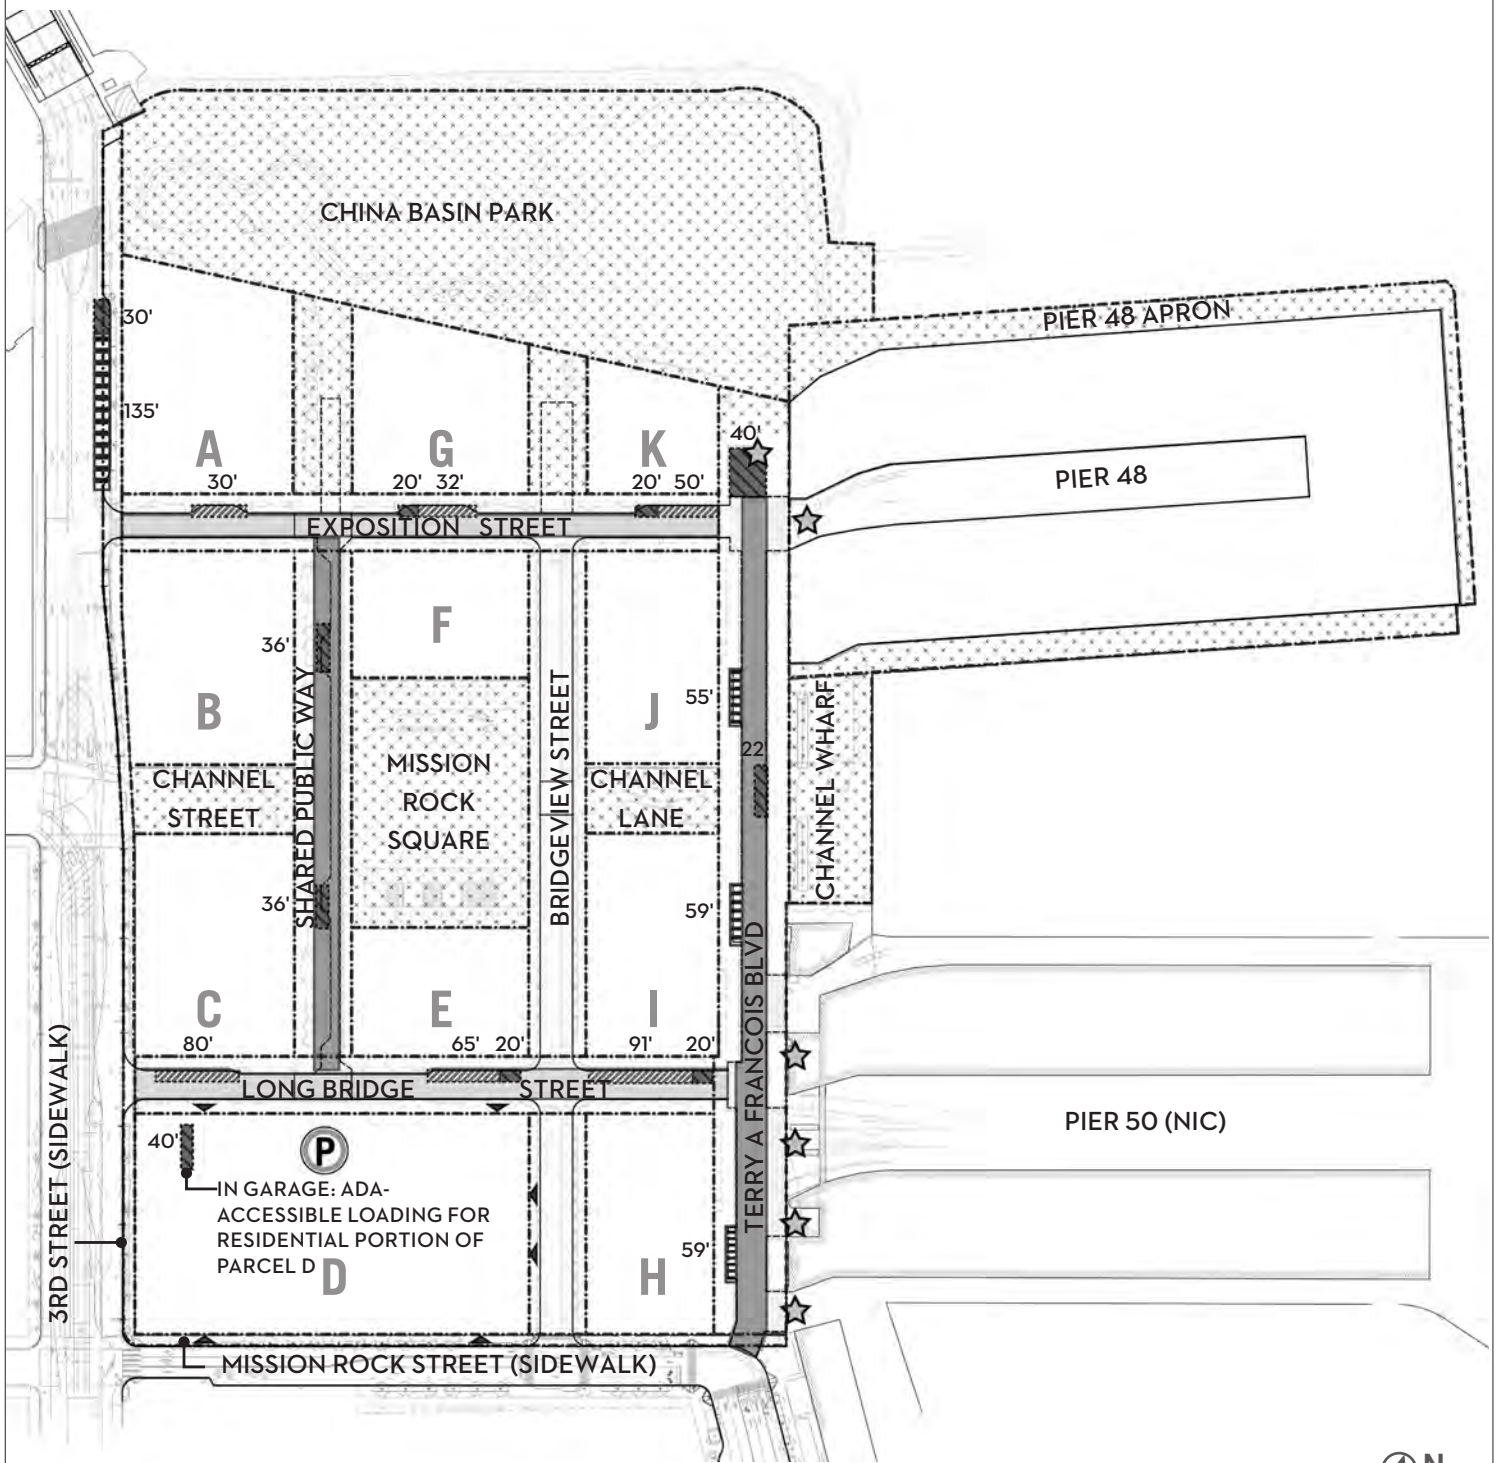 CHINA BASIN PARK
PIER 48 APRON
30'
135'
A
G
K
40'
30'
20' 32'
20' 50'
PIER 48
EXPOSITION STREET
F
36'
B
SHARED PUBLIC WAY
BRIDGEVIEW STREET
J
55'
CHANNEL WHARF
22'
CHANNEL
STREET
MISSION
ROCK
SQUARE
CHANNEL
LANE
36'
59'
TERRY A FRANCOIS BLVD
C
E
I
80'
65' 20'
91' 20'
LONG BRIDGE STREET
3RD STREET (SIDEWALK)
40'
P
PIER 50 (NIC)
IN GARAGE: ADA-
ACCESSIBLE LOADING FOR
RESIDENTIAL PORTION OF
PARCEL D
D
H
59'
MISSION ROCK STREET (SIDEWALK)
N